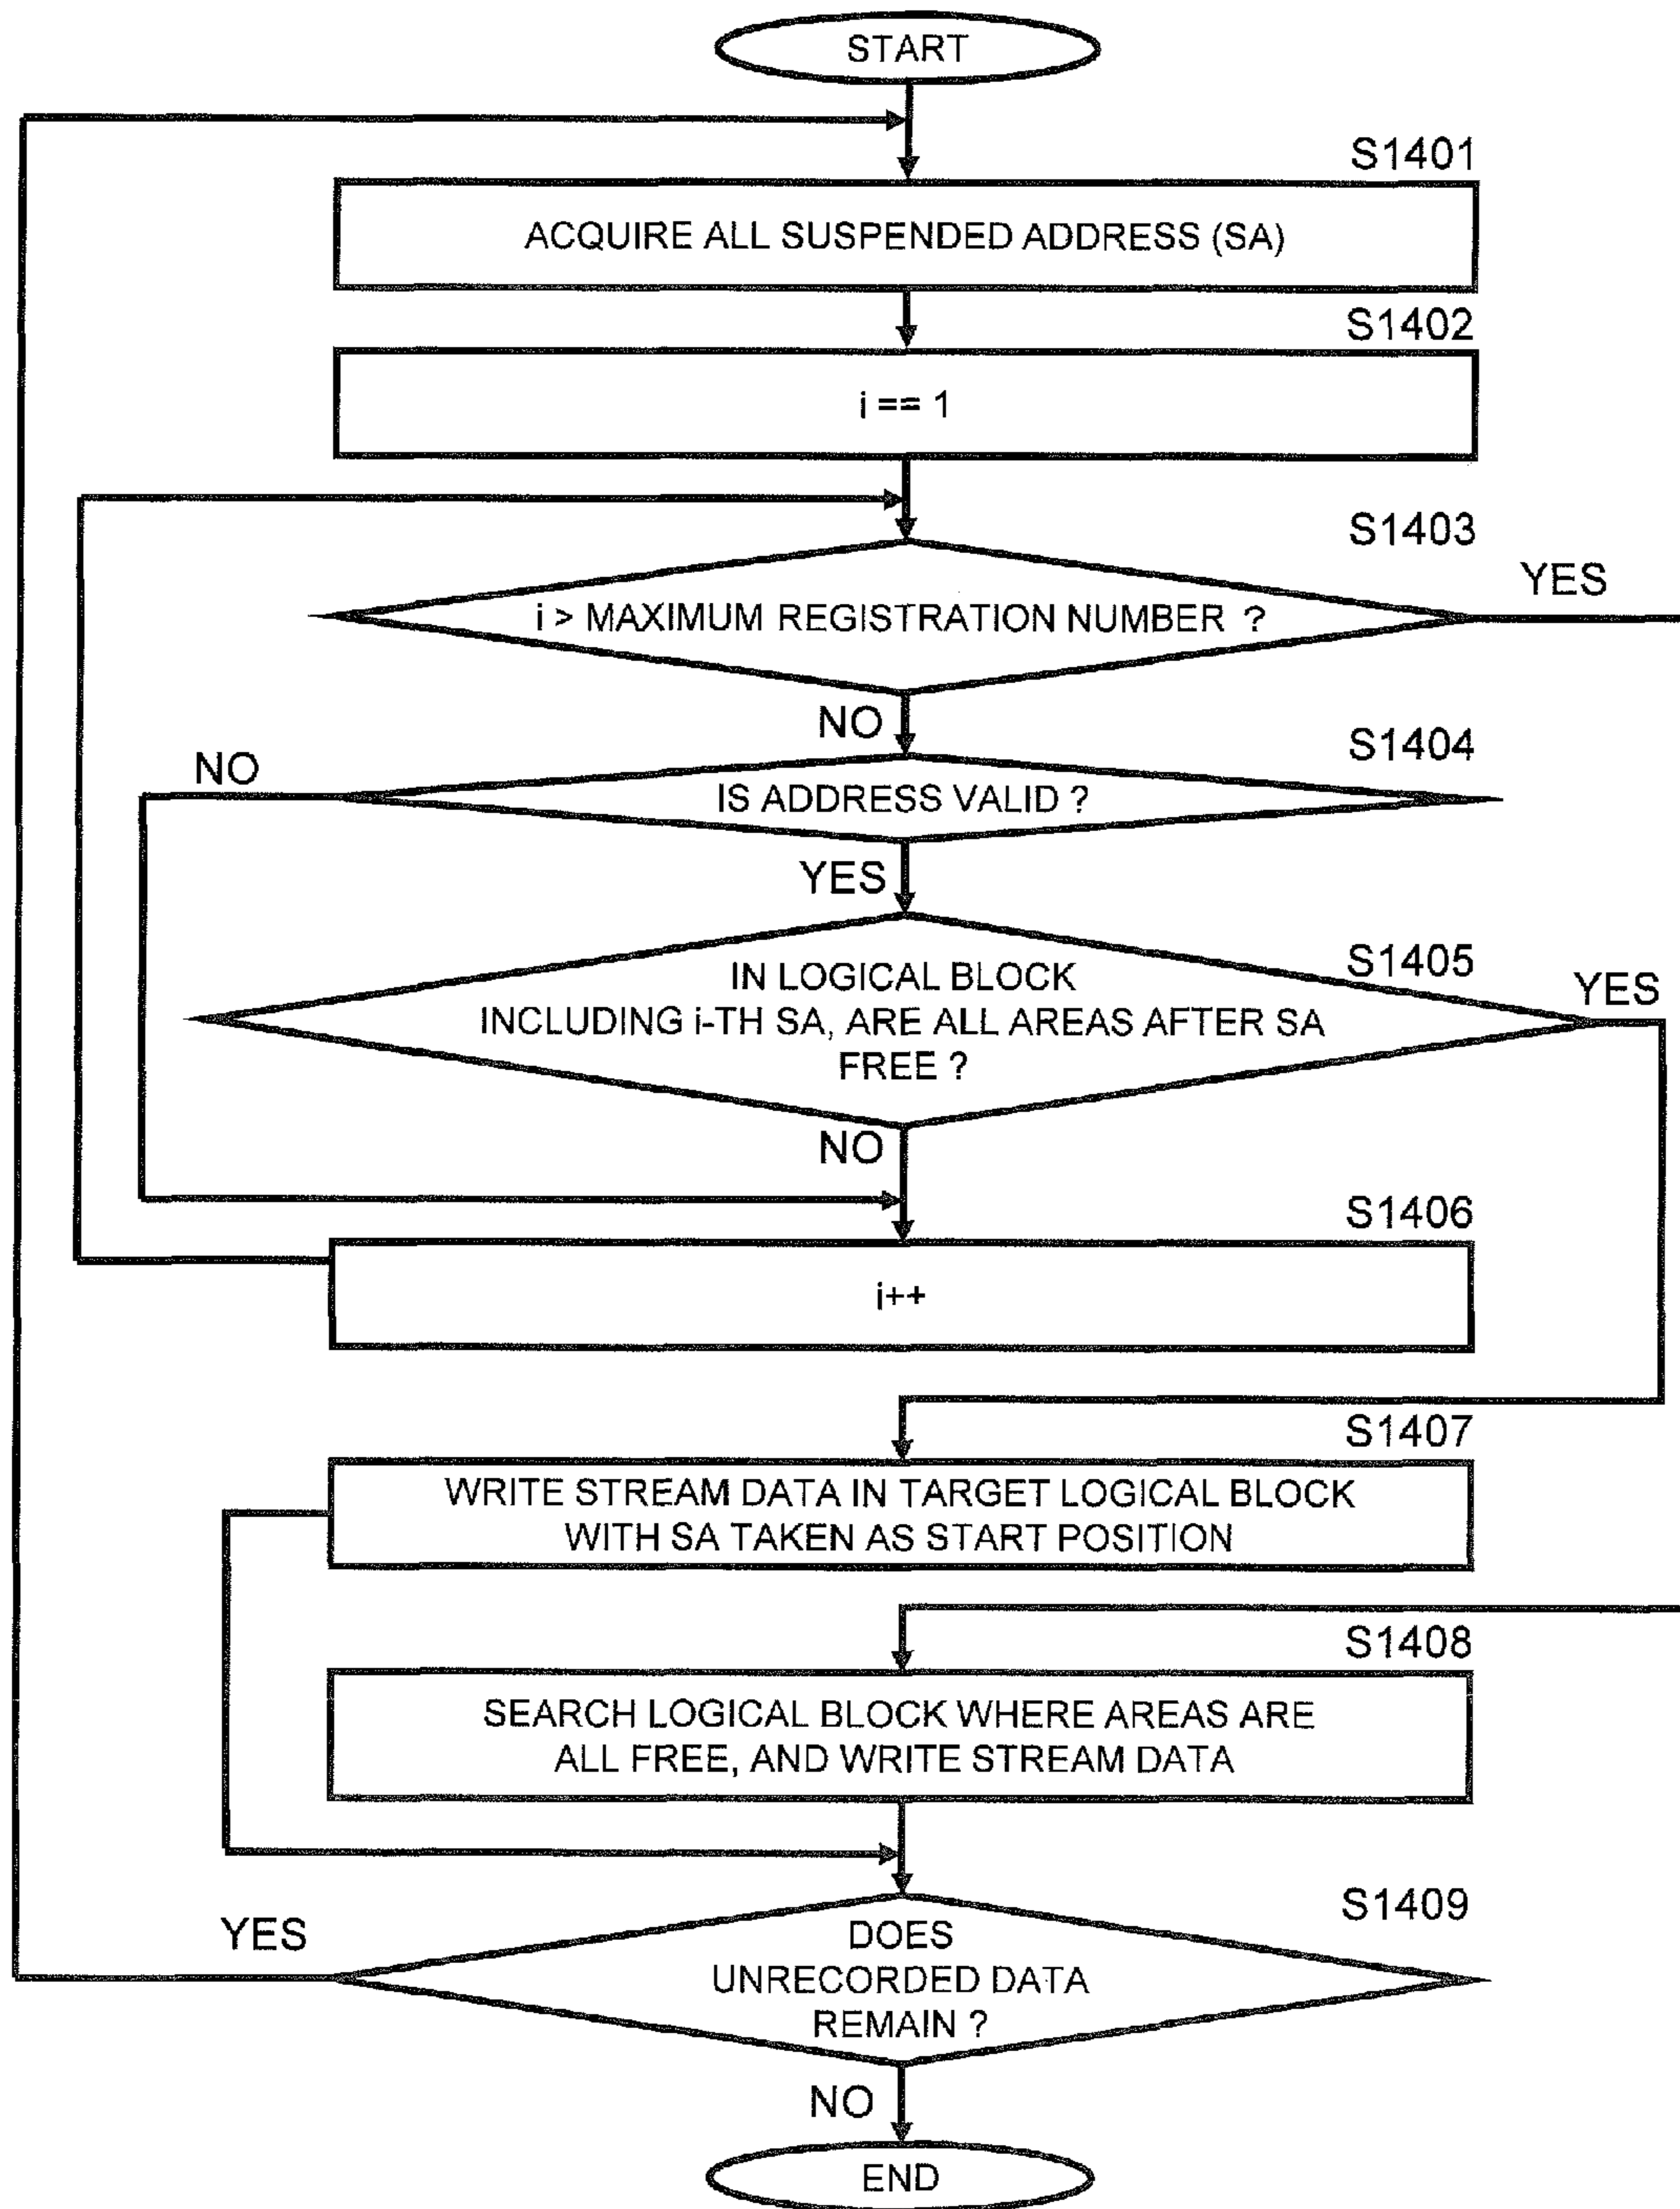 START
S1401
ACQUIRE ALL SUSPENDED ADDRESS (SA)
S1402
i == 1
S1403
YES
i > MAXIMUM REGISTRATION NUMBER ?
NO
S1404
NO
IS ADDRESS VALID ?
YES
S1405
YES
IN LOGICAL BLOCK
INCLUDING i-TH SA, ARE ALL AREAS AFTER SA
FREE ?
NO
S1406
i++
S1407
WRITE STREAM DATA IN TARGET LOGICAL BLOCK
WITH SA TAKEN AS START POSITION
S1408
SEARCH LOGICAL BLOCK WHERE AREAS ARE
ALL FREE, AND WRITE STREAM DATA
S1409
YES
DOES
UNRECORDED DATA
REMAIN ?
NO
END